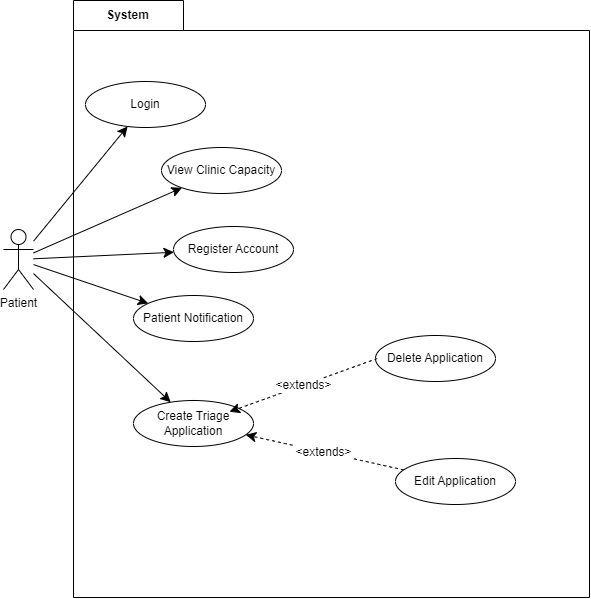 System
Login
View Clinic Capacity
Register Account
Patient
Patient Notification
Delete Application
<extends>
Create Triage
Application
<extends>
Edit Application